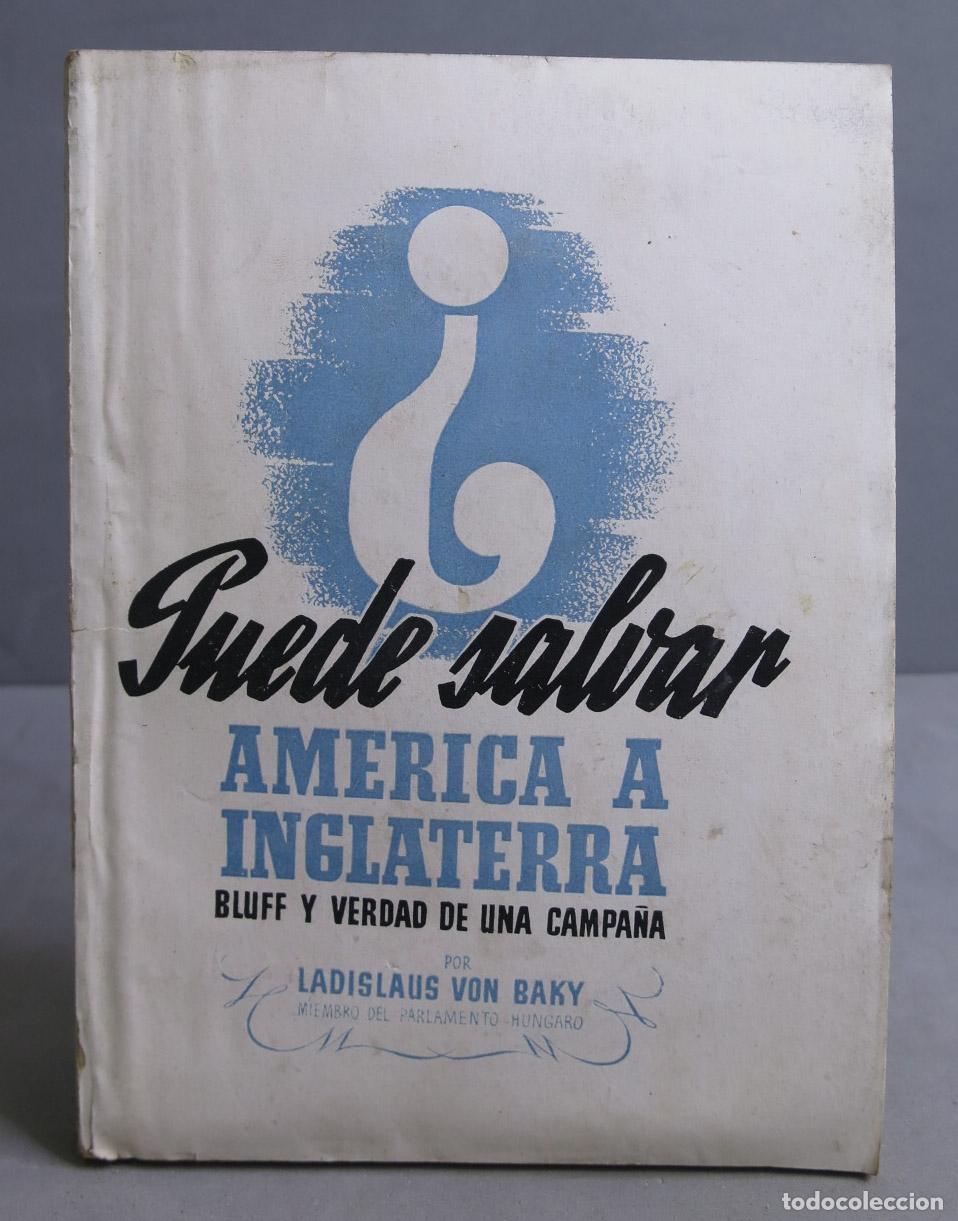 ¿
Puede salvar
AMERICA A
INGLATERRA
BLUFF Y VERDAD DE UNA CAMPAÑA
POR
LADISLAUS VON BAKY
MIEMBRO DEL PARLAMENTO HUNGARO
todocoleccion